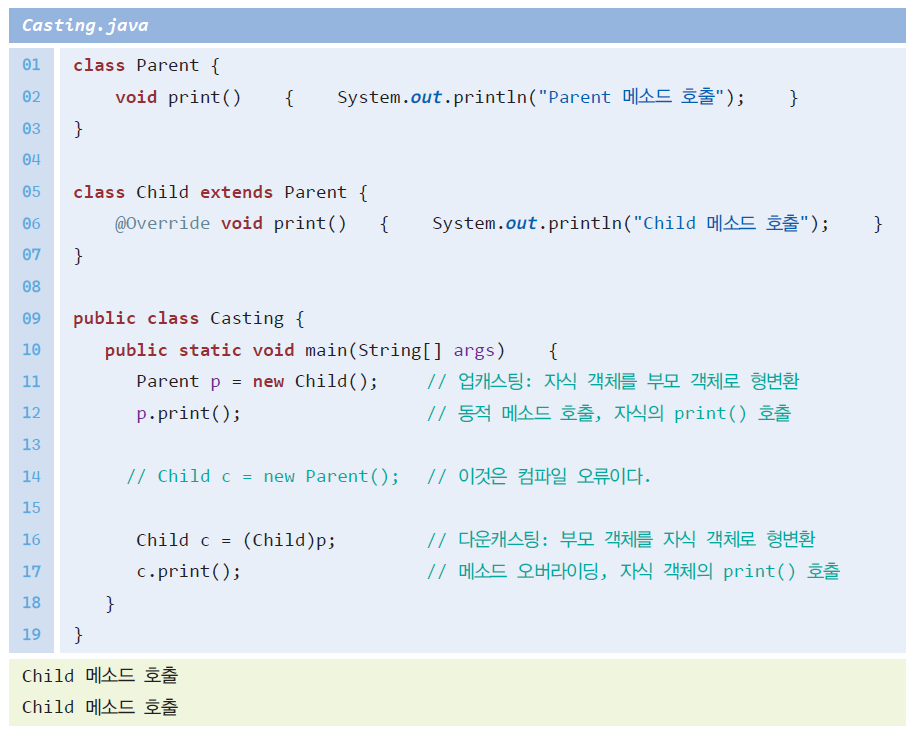 Casting.java
01 class Parent {
02 void print() { System.out.println("Parent 메소드 호출"); }
03 }
04
05 class Child extends Parent {
06 @Override void print() { System.out.println("Child 메소드 호출"); }
07 }
08
09 public class Casting {
10 public static void main(String[] args) {
11 Parent p = new Child(); // 업캐스팅: 자식 객체를 부모 객체로 형변환
12 p.print(); // 동적 메소드 호출, 자식의 print() 호출
13
14 // Child c = new Parent(); // 이것은 컴파일 오류이다.
15
16 Child c = (Child)p; // 다운캐스팅: 부모 객체를 자식 객체로 형변환
17 c.print(); // 메소드 오버라이딩, 자식 객체의 print() 호출
18 }
19 }
Child 메소드 호출
Child 메소드 호출